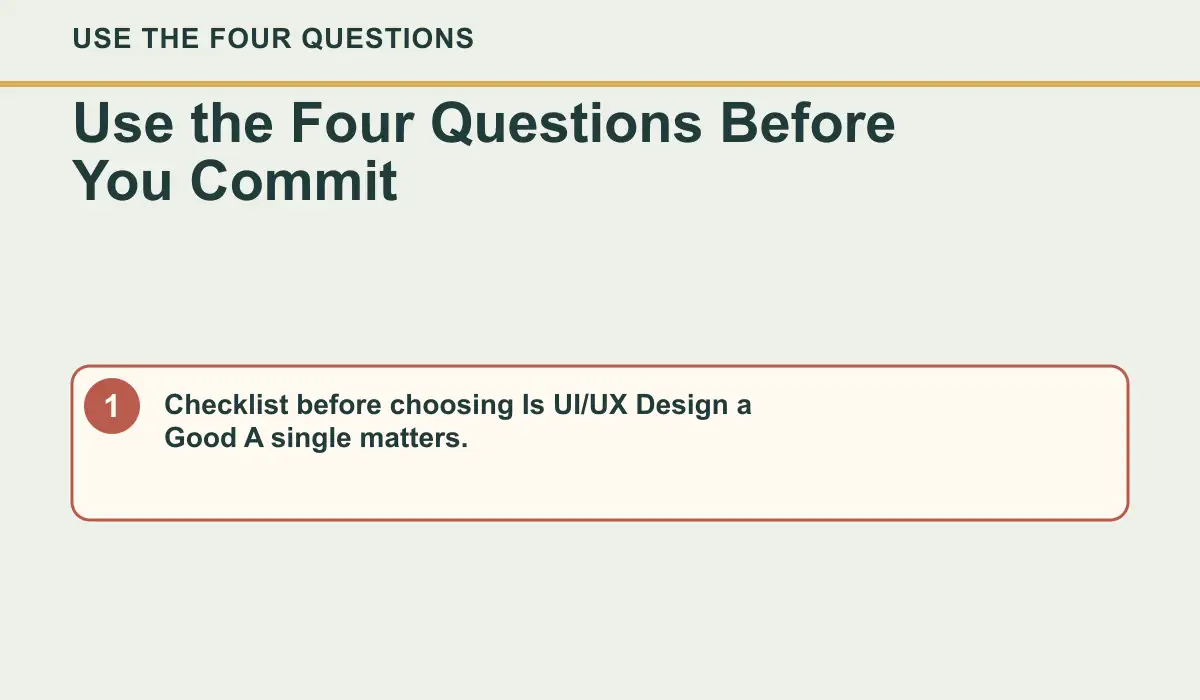 USE THE FOUR QUESTIONS
Use the Four Questions Before
You Commit
1
Checklist before choosing Is UI/UX Design a
Good A single matters.